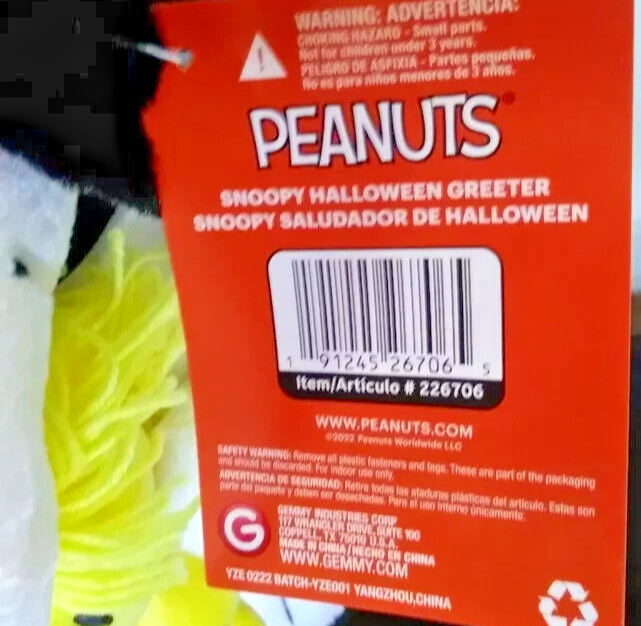 WARNING: ADVERTENCIA:
CHOKING HAZARD - Small parts.
Not for children under 3 years.
PELIGRO DE ASFIXIA - Partes pequeñas.
No es para niños menores de 3 años.
PEANUTS®
SNOOPY HALLOWEEN GREETER
SNOOPY SALUDADOR DE HALLOWEEN
1 91245 26706 5
Item/Artículo # 226706
WWW.PEANUTS.COM
©2022 Peanuts Worldwide LLC
SAFETY WARNING: Remove all plastic fasteners and tags. These are part of the packaging
and should be discarded. For indoor use only.
ADVERTENCIA DE SEGURIDAD: Retire todas las ataduras plásticas del artículo. Estas son
parte del paquete y deben ser desechadas. Para el uso interno únicamente.
G
GEMMY INDUSTRIES CORP
117 WRANGLER DRIVE, SUITE 100
COPPELL, TX 75019 U.S.A.
MADE IN CHINA/HECHO EN CHINA
WWW.GEMMY.COM
YZE 0222 BATCH-YZE001 YANGZHOU,CHINA